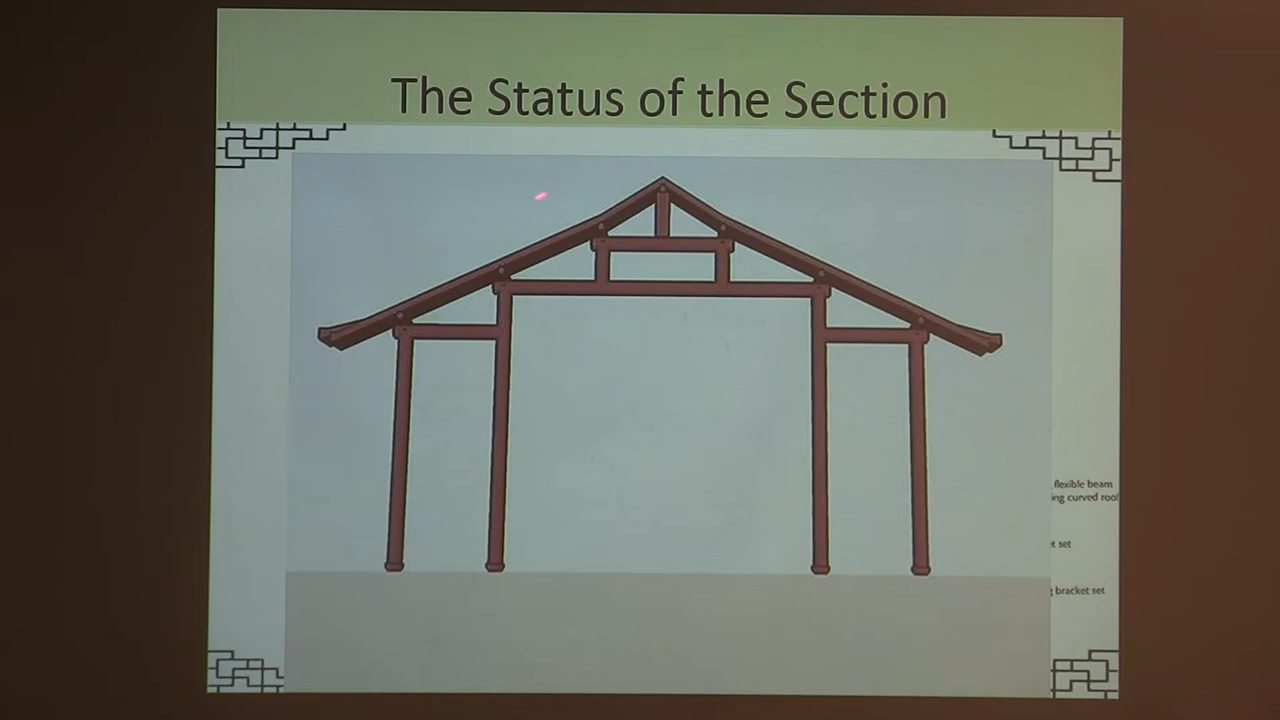 The Status of the Section
flexible beam
ing curved roof
set
bracket set